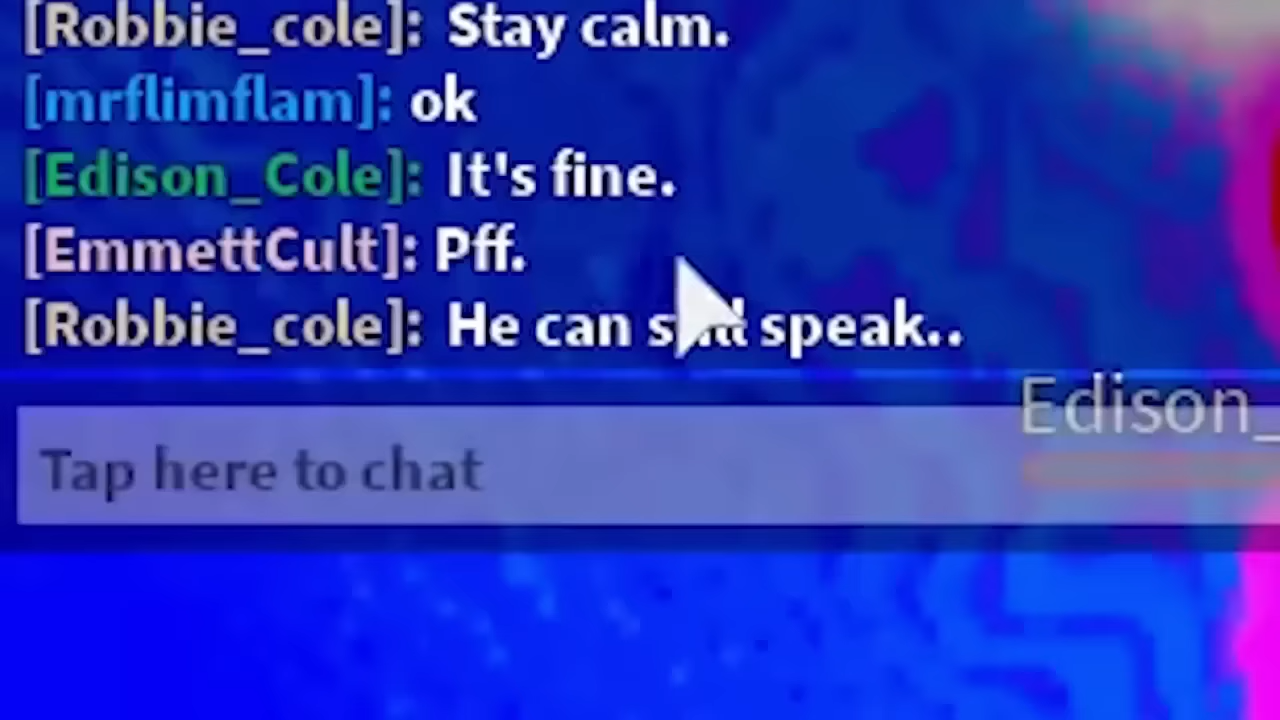 [Robbie_cole]: Stay calm.
[mrflimflam]: ok
[Edison_Cole]: It's fine.
[EmmettCult]: Pff.
[Robbie_cole]: He can still speak..
Edison_
Tap here to chat